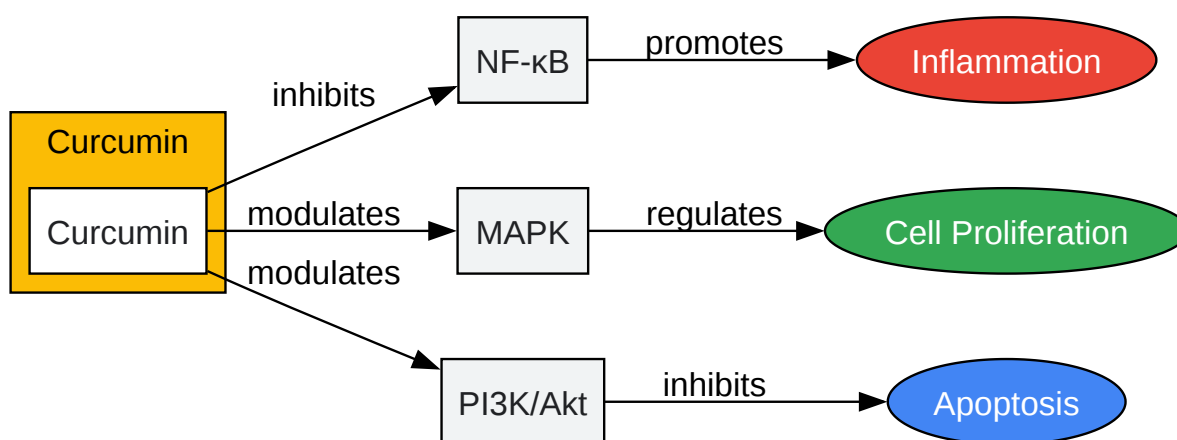 NF-κB
promotes
Inflammation
inhibits
Curcumin
Curcumin
modulates
MAPK
regulates
Cell Proliferation
modulates
PI3K/Akt
inhibits
Apoptosis